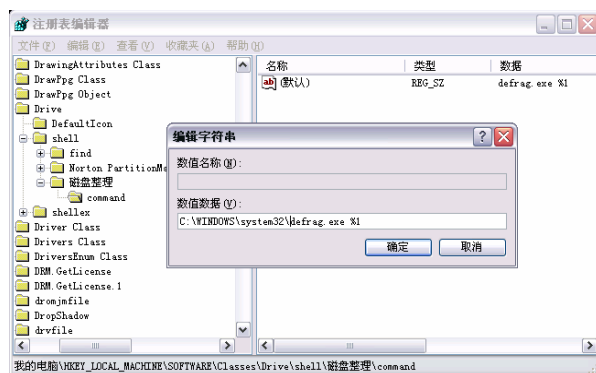 注册表编辑器
文件(F) 编辑(E) 查看(V) 收藏夹(A) 帮助(H)
DrawingAttributes Class
DrawPpg Class
DrawPpg Object
Drive
DefaultIcon
shell
find
Norton PartitionMa
磁盘整理
command
shellex
Driver Class
Drivers Class
DriversEnum Class
DRM.GetLicense
DRM.GetLicense.1
dromjmfile
DropShadow
drvfile
名称 类型 数据
ab (默认) REG_SZ defrag.exe %1
编辑字符串
数值名称(N):
数值数据(V):
C:\WINDOWS\system32\defrag.exe %1
确定 取消
我的电脑\HKEY_LOCAL_MACHINE\SOFTWARE\Classes\Drive\shell\磁盘整理\command